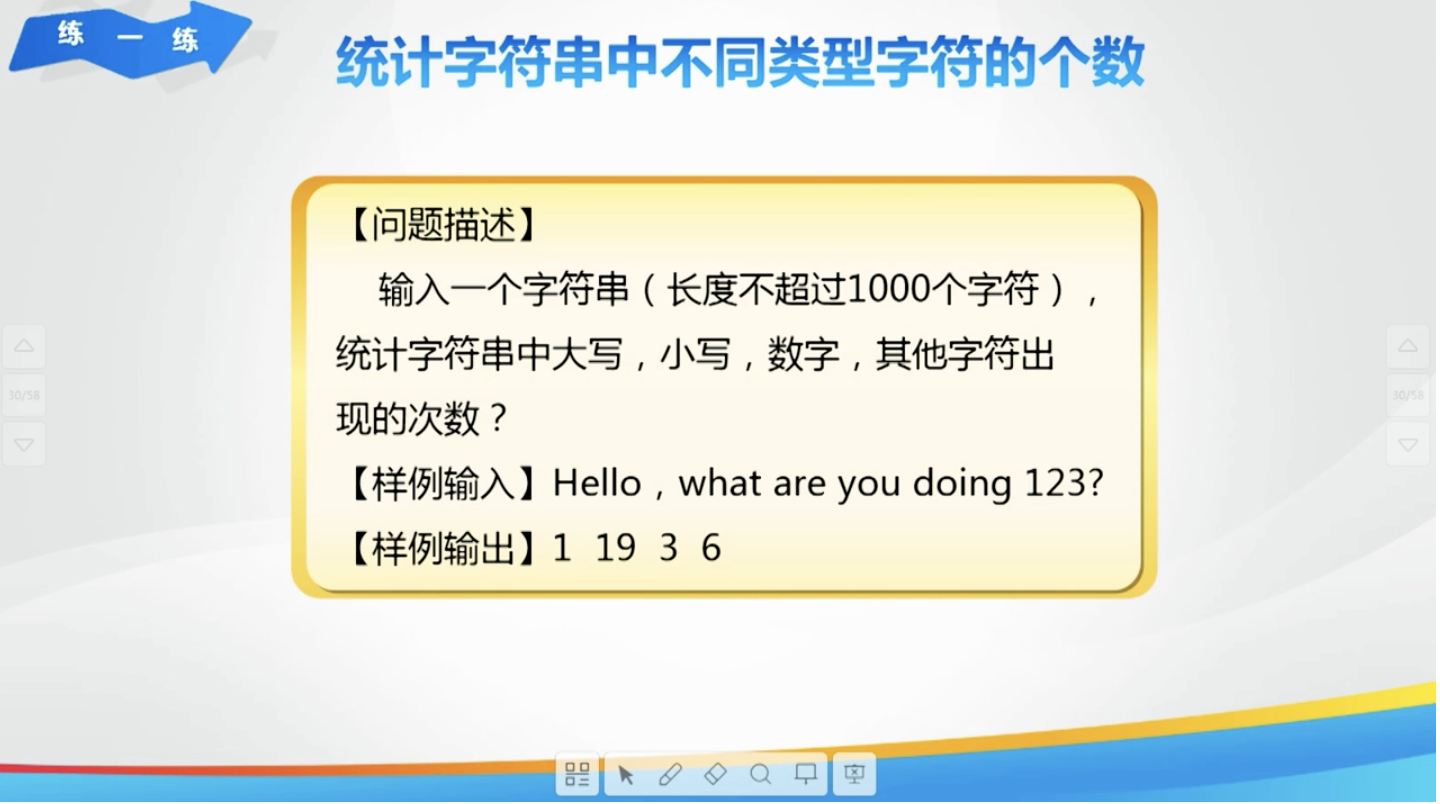 练一练
统计字符串中不同类型字符的个数
【问题描述】
输入一个字符串（长度不超过1000个字符），
统计字符串中大写，小写，数字，其他字符出
现的次数？
【样例输入】Hello，what are you doing 123?
【样例输出】1 19 3 6
30/58
30/58